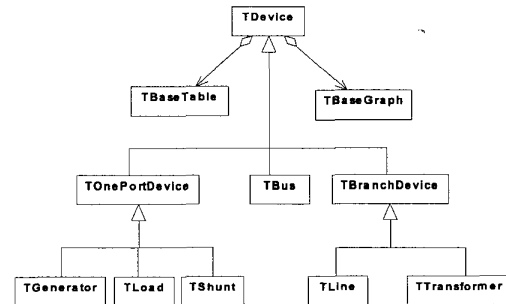 TDevice
TBaseTable
TBaseGraph
TOnePortDevice
TBus
TBranchDevice
TGenerator
TLoad
TShunt
TLine
TTransformer